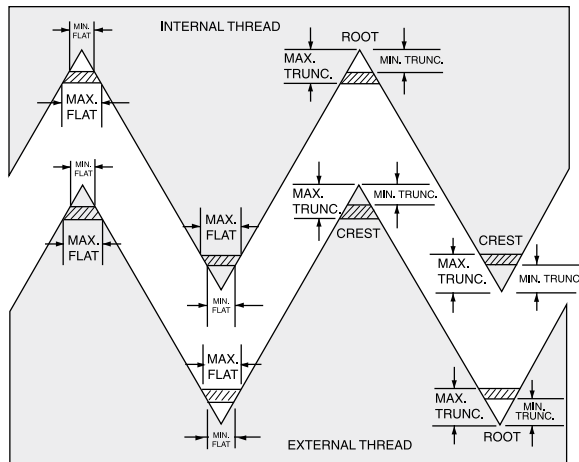 MIN.
FLAT
INTERNAL THREAD
ROOT
MAX.
TRUNC.
MIN. TRUNC.
MAX.
FLAT
MIN.
FLAT
MAX.
FLAT
MAX.
FLAT
MIN.
FLAT
MAX.
TRUNC.
MIN. TRUNC.
CREST
CREST
MAX.
TRUNC.
MIN. TRUNC.
MAX.
FLAT
MIN.
FLAT
MAX.
TRUNC.
MIN.
TRUNC.
ROOT
EXTERNAL THREAD